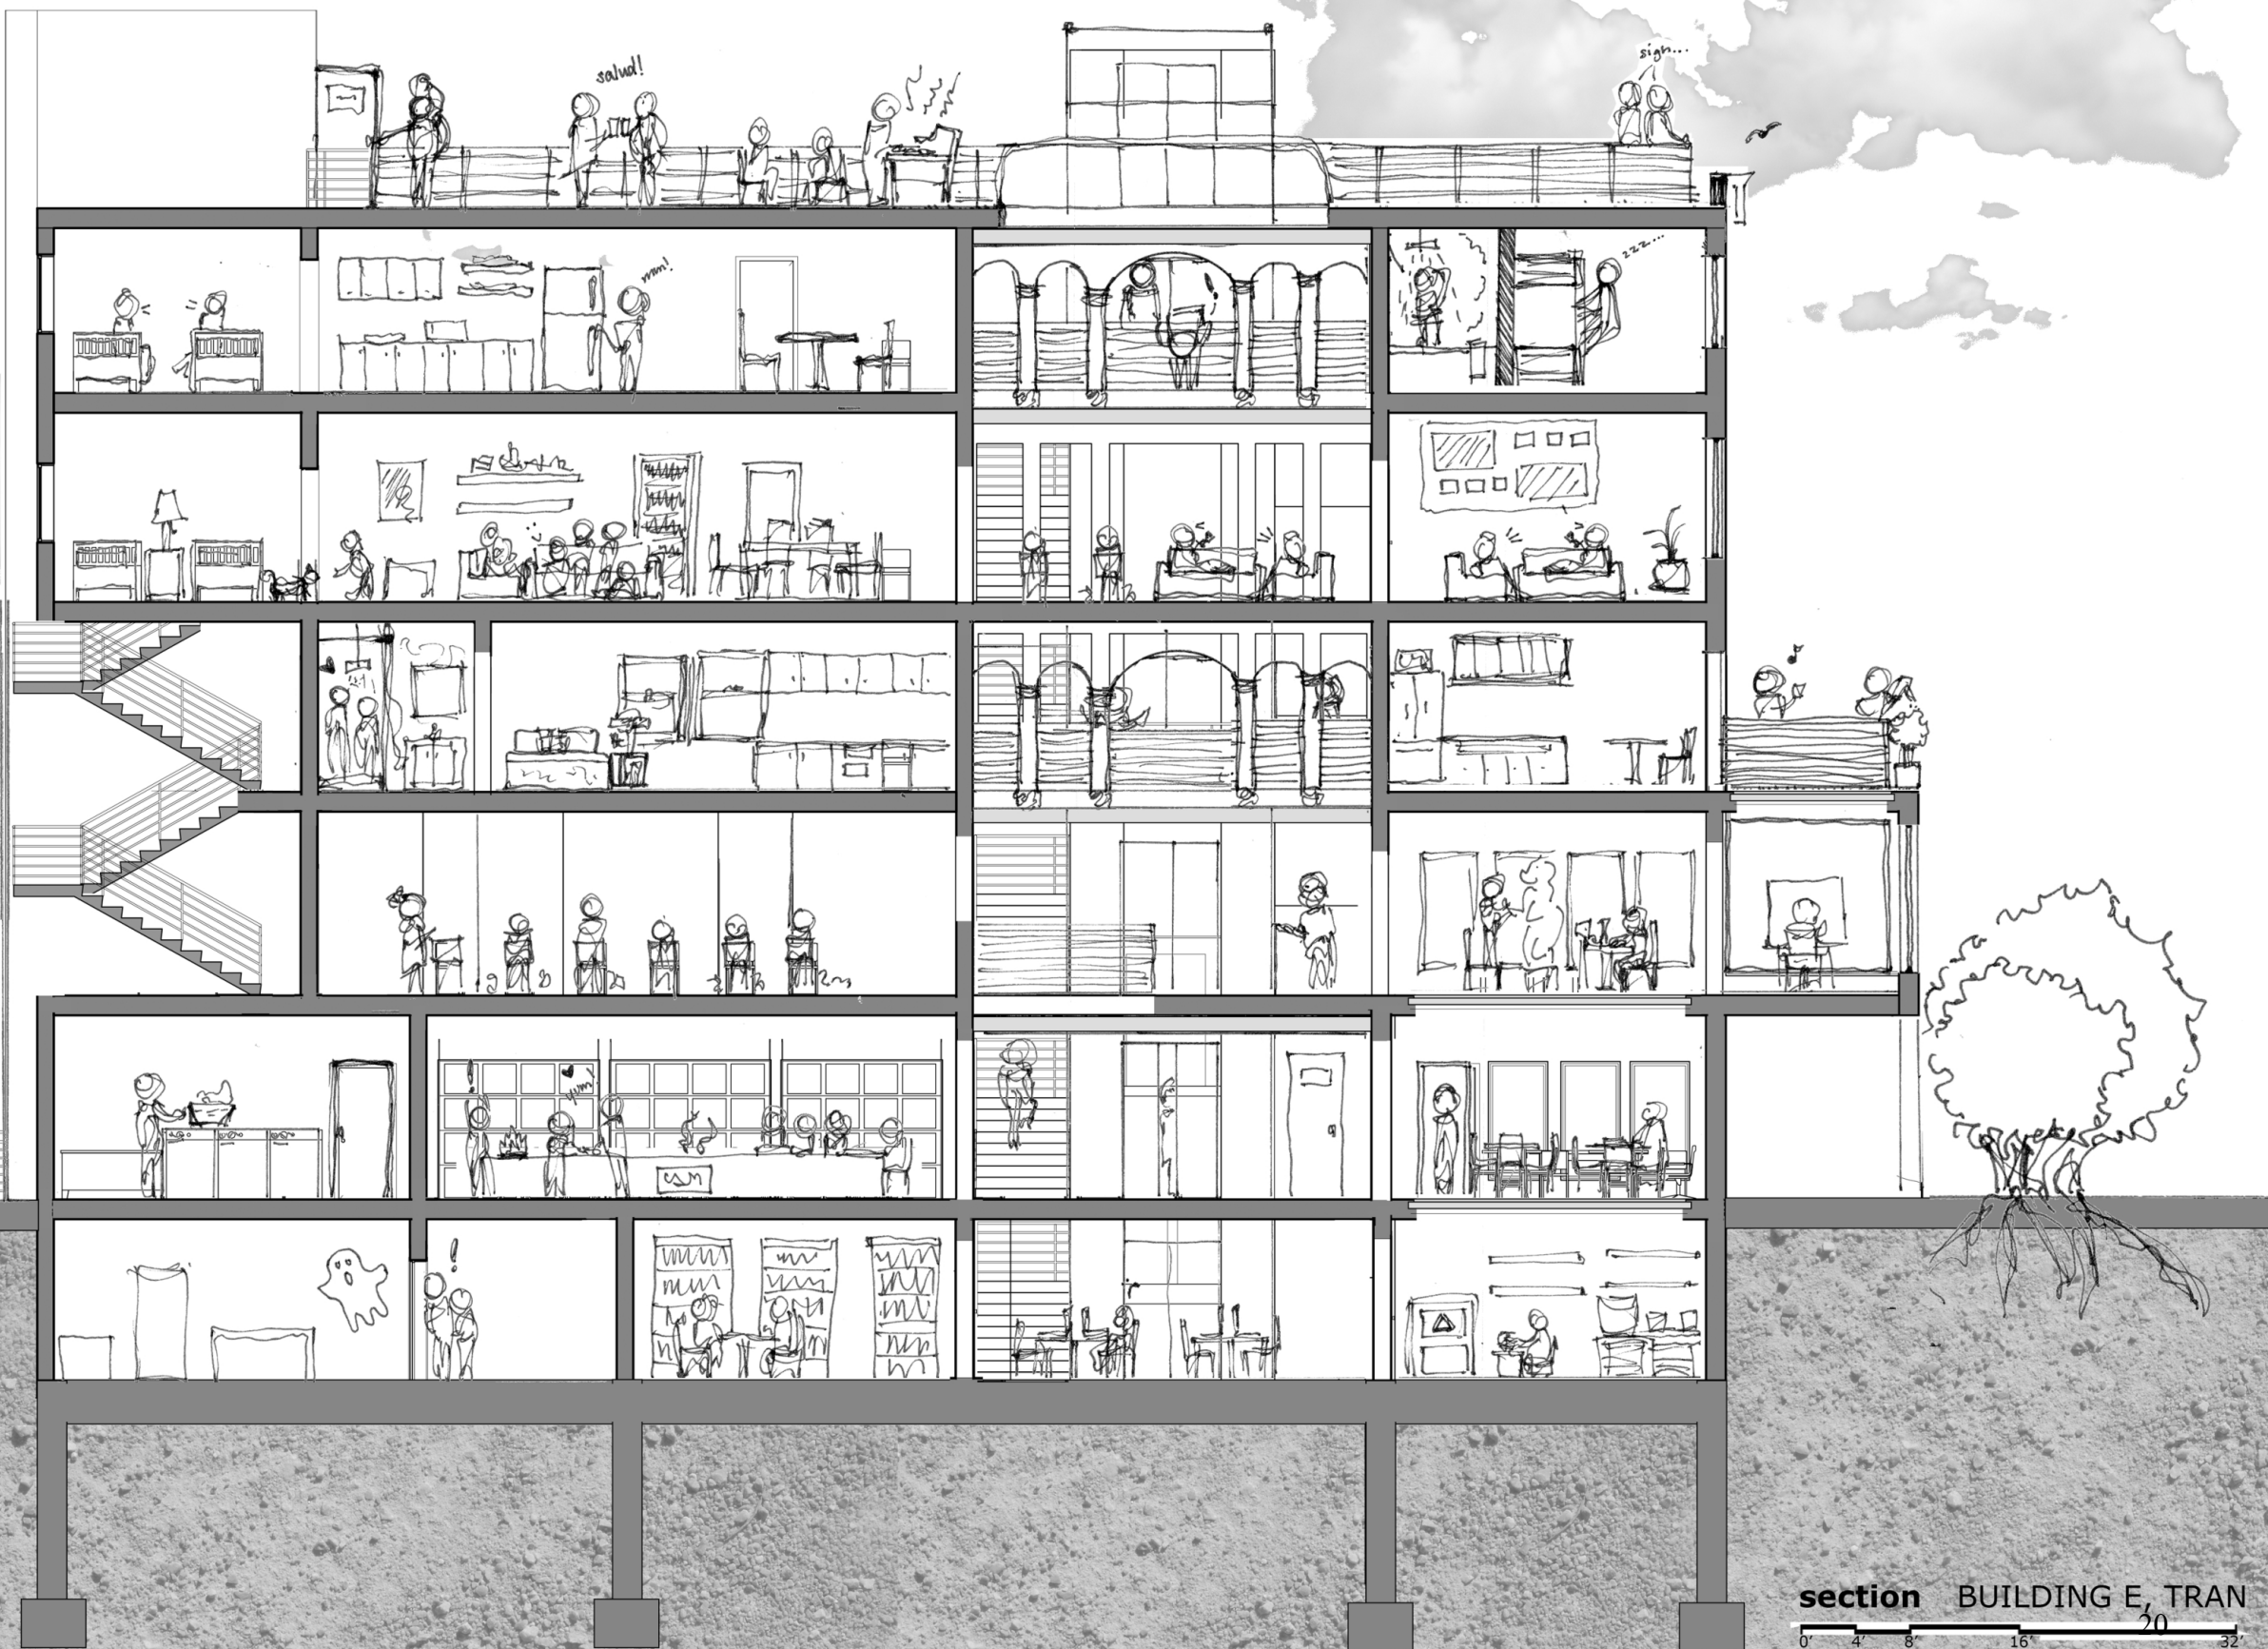 sigh...
salud!
zzz...
mm!
yum!
!
section BUILDING E, TRAN
20
0' 4' 8' 16' 32'